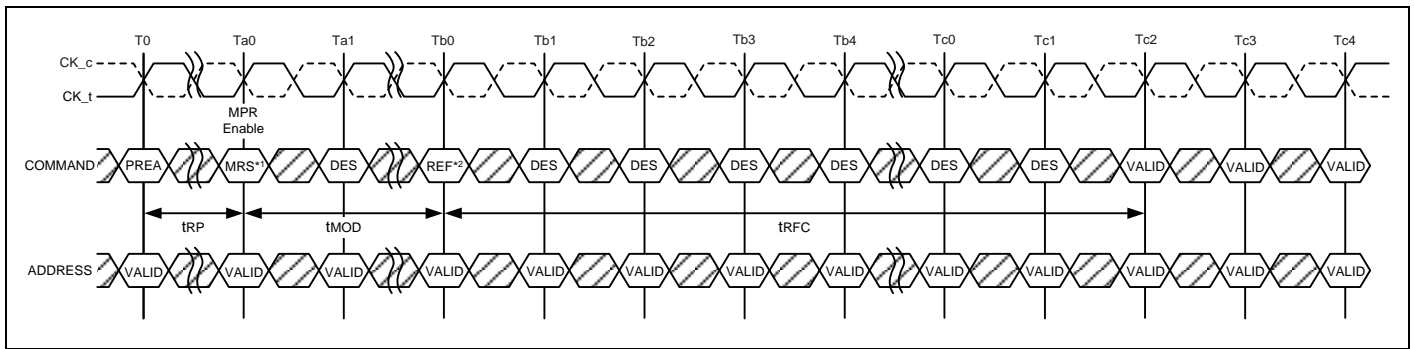 T0 Ta0 Ta1 Tb0 Tb1 Tb2 Tb3 Tb4 Tc0 Tc1 Tc2 Tc3 Tc4
CK_c
CK_t
MPR
Enable
COMMAND PREA MRS*1 DES REF*2 DES DES DES DES DES DES VALID VALID VALID
tRP tMOD tRFC
ADDRESS VALID VALID VALID VALID VALID VALID VALID VALID VALID VALID VALID VALID VALID